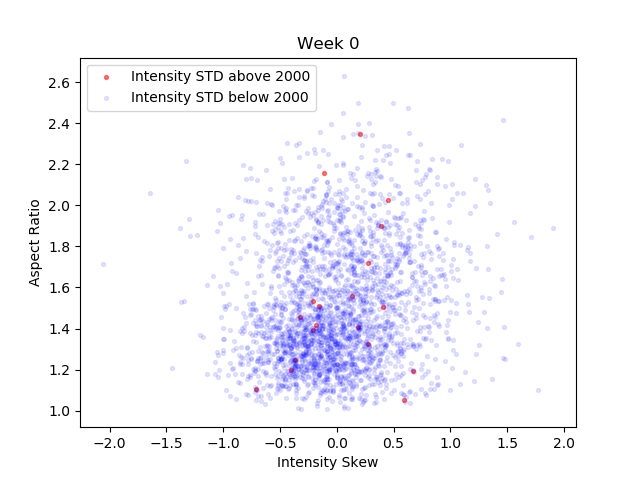 Week 0
Intensity STD above 2000
Intensity STD below 2000
2.6
2.4
2.2
2.0
1.8
1.6
1.4
1.2
1.0
Aspect Ratio
−2.0 −1.5 −1.0 −0.5 0.0 0.5 1.0 1.5 2.0
Intensity Skew